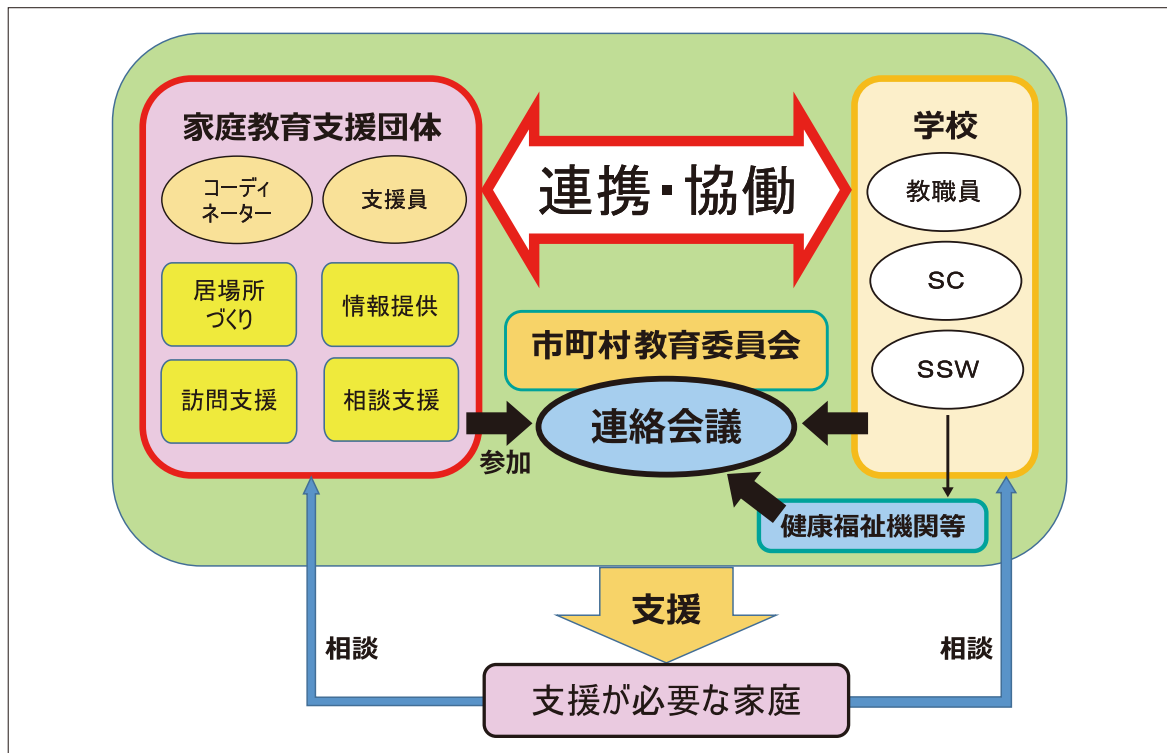 家庭教育支援団体
コーディ
ネーター
支援員
居場所
づくり
情報提供
訪問支援
相談支援
連携・協働
学校
教職員
SC
SSW
市町村教育委員会
連絡会議
参加
健康福祉機関等
支援
相談
相談
支援が必要な家庭